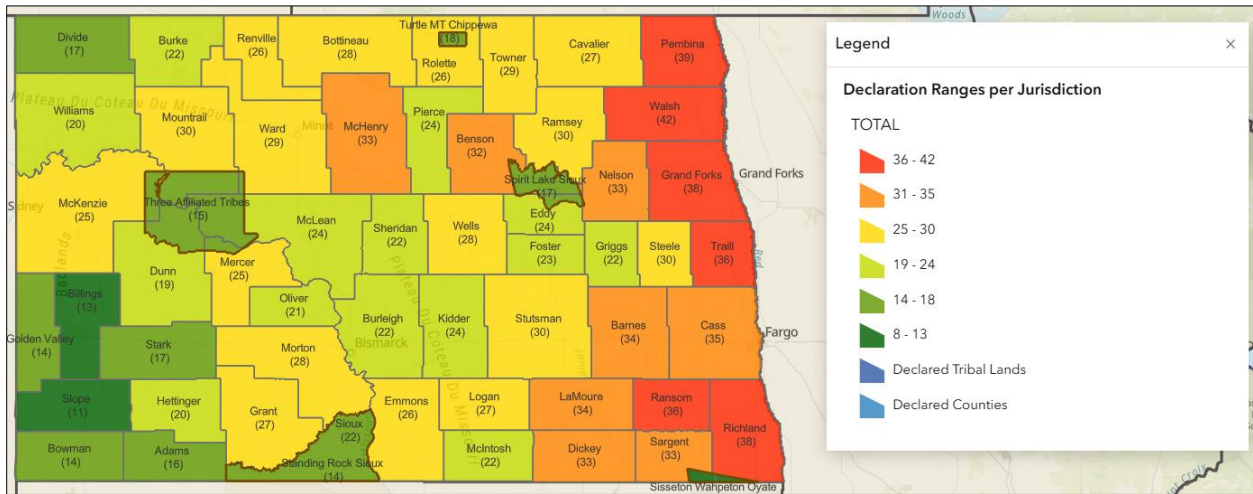 Divide
(17)
Burke
(22)
Renville
(26)
Bottineau
(28)
Turtle MT Chippewa
(18)
Rolette
(26)
Towner
(29)
Cavalier
(27)
Pembina
(39)
Williams
(20)
Plateau Du Coteau Du Missouri
Mountrail
(30)
Ward
(29)
Minot
McHenry
(33)
Pierce
(24)
Benson
(32)
Ramsey
(30)
Walsh
(42)
Spirit Lake Sioux
(17)
Nelson
(33)
Grand Forks
(38)
Grand Forks
Sidney
McKenzie
(25)
Three Affiliated Tribes
(15)
McLean
(24)
Sheridan
(22)
Wells
(28)
Eddy
(24)
Foster
(23)
Griggs
(22)
Steele
(30)
Traill
(36)
Red
Badlands
Dunn
(19)
Mercer
(25)
Oliver
(21)
Plateau Du Coteau Du Missouri
Billings
(13)
Golden Valley
(14)
Stark
(17)
Morton
(28)
Burleigh
(22)
Bismarck
Kidder
(24)
Stutsman
(30)
Barnes
(34)
Cass
(35)
Fargo
Slope
(11)
Hettinger
(20)
Grant
(27)
Sioux
(22)
Emmons
(26)
Logan
(27)
LaMoure
(34)
Ransom
(36)
Richland
(38)
Bowman
(14)
Adams
(16)
Standing Rock Sioux
(14)
McIntosh
(22)
Dickey
(33)
Sargent
(33)
Sisseton Wahpeton Oyate
Woods
Legend
×
Declaration Ranges per Jurisdiction
TOTAL
36 - 42
31 - 35
25 - 30
19 - 24
14 - 18
8 - 13
Declared Tribal Lands
Declared Counties